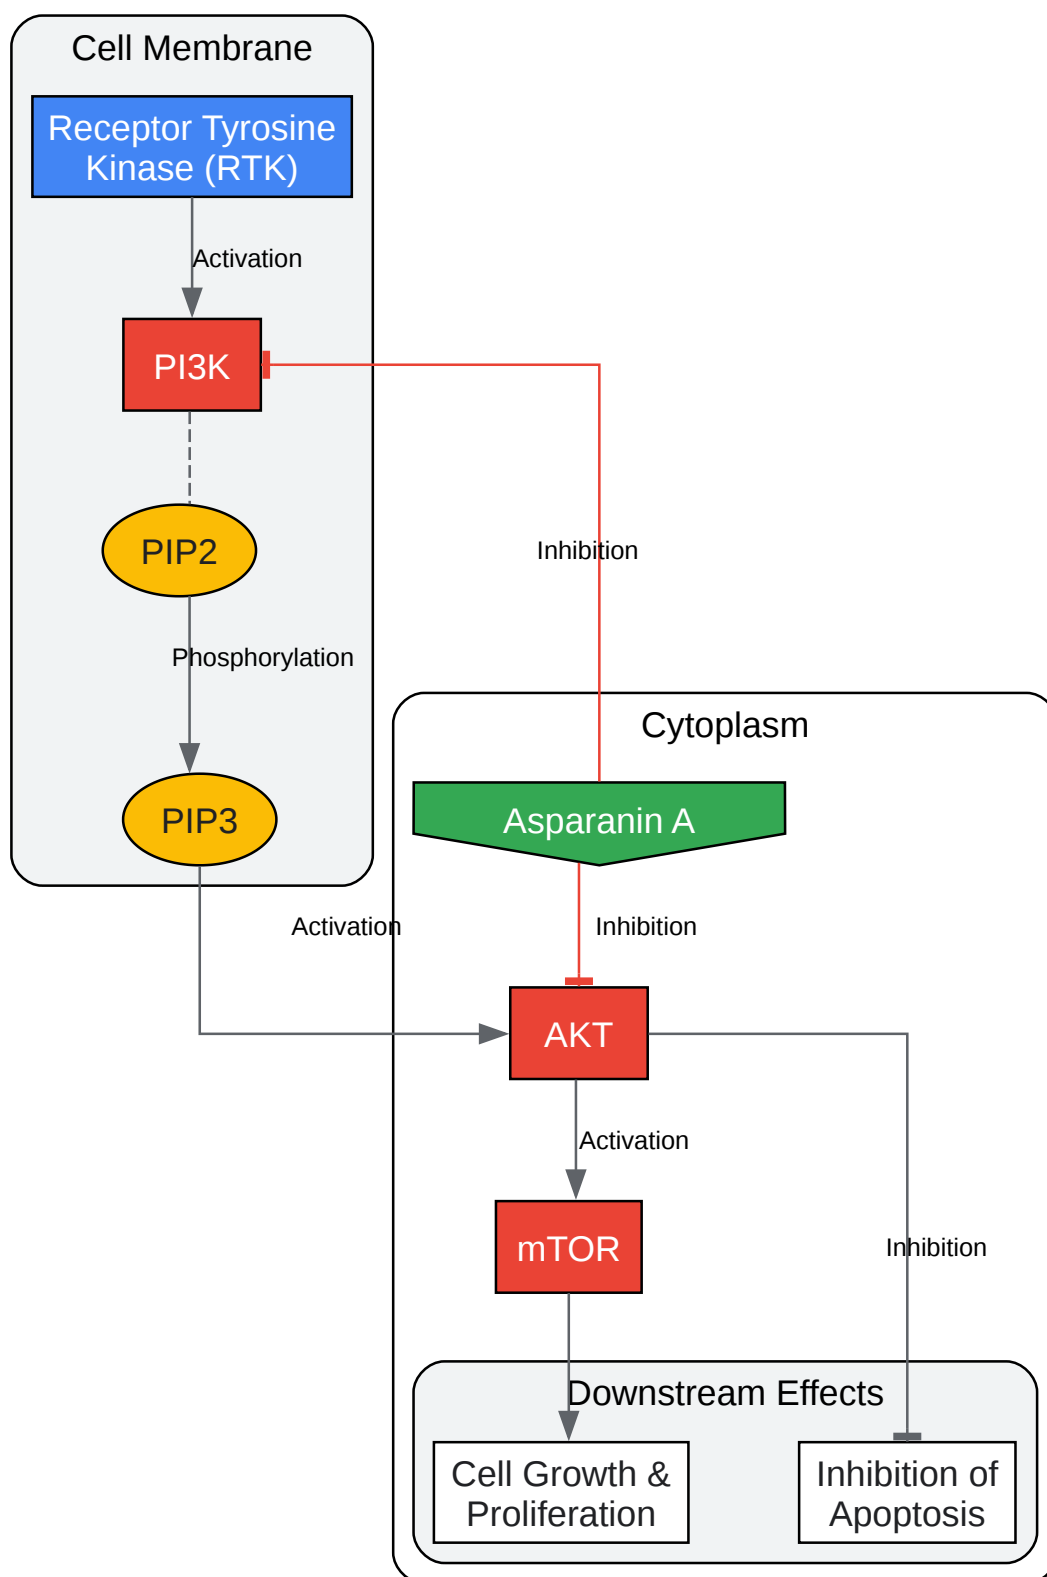 Cell Membrane
Receptor Tyrosine
Kinase (RTK)
Activation
PI3K
Inhibition
PIP2
Phosphorylation
Cytoplasm
PIP3
Asparanin A
Activation
Inhibition
AKT
Activation
mTOR
Inhibition
Downstream Effects
Cell Growth &
Proliferation
Inhibition of
Apoptosis